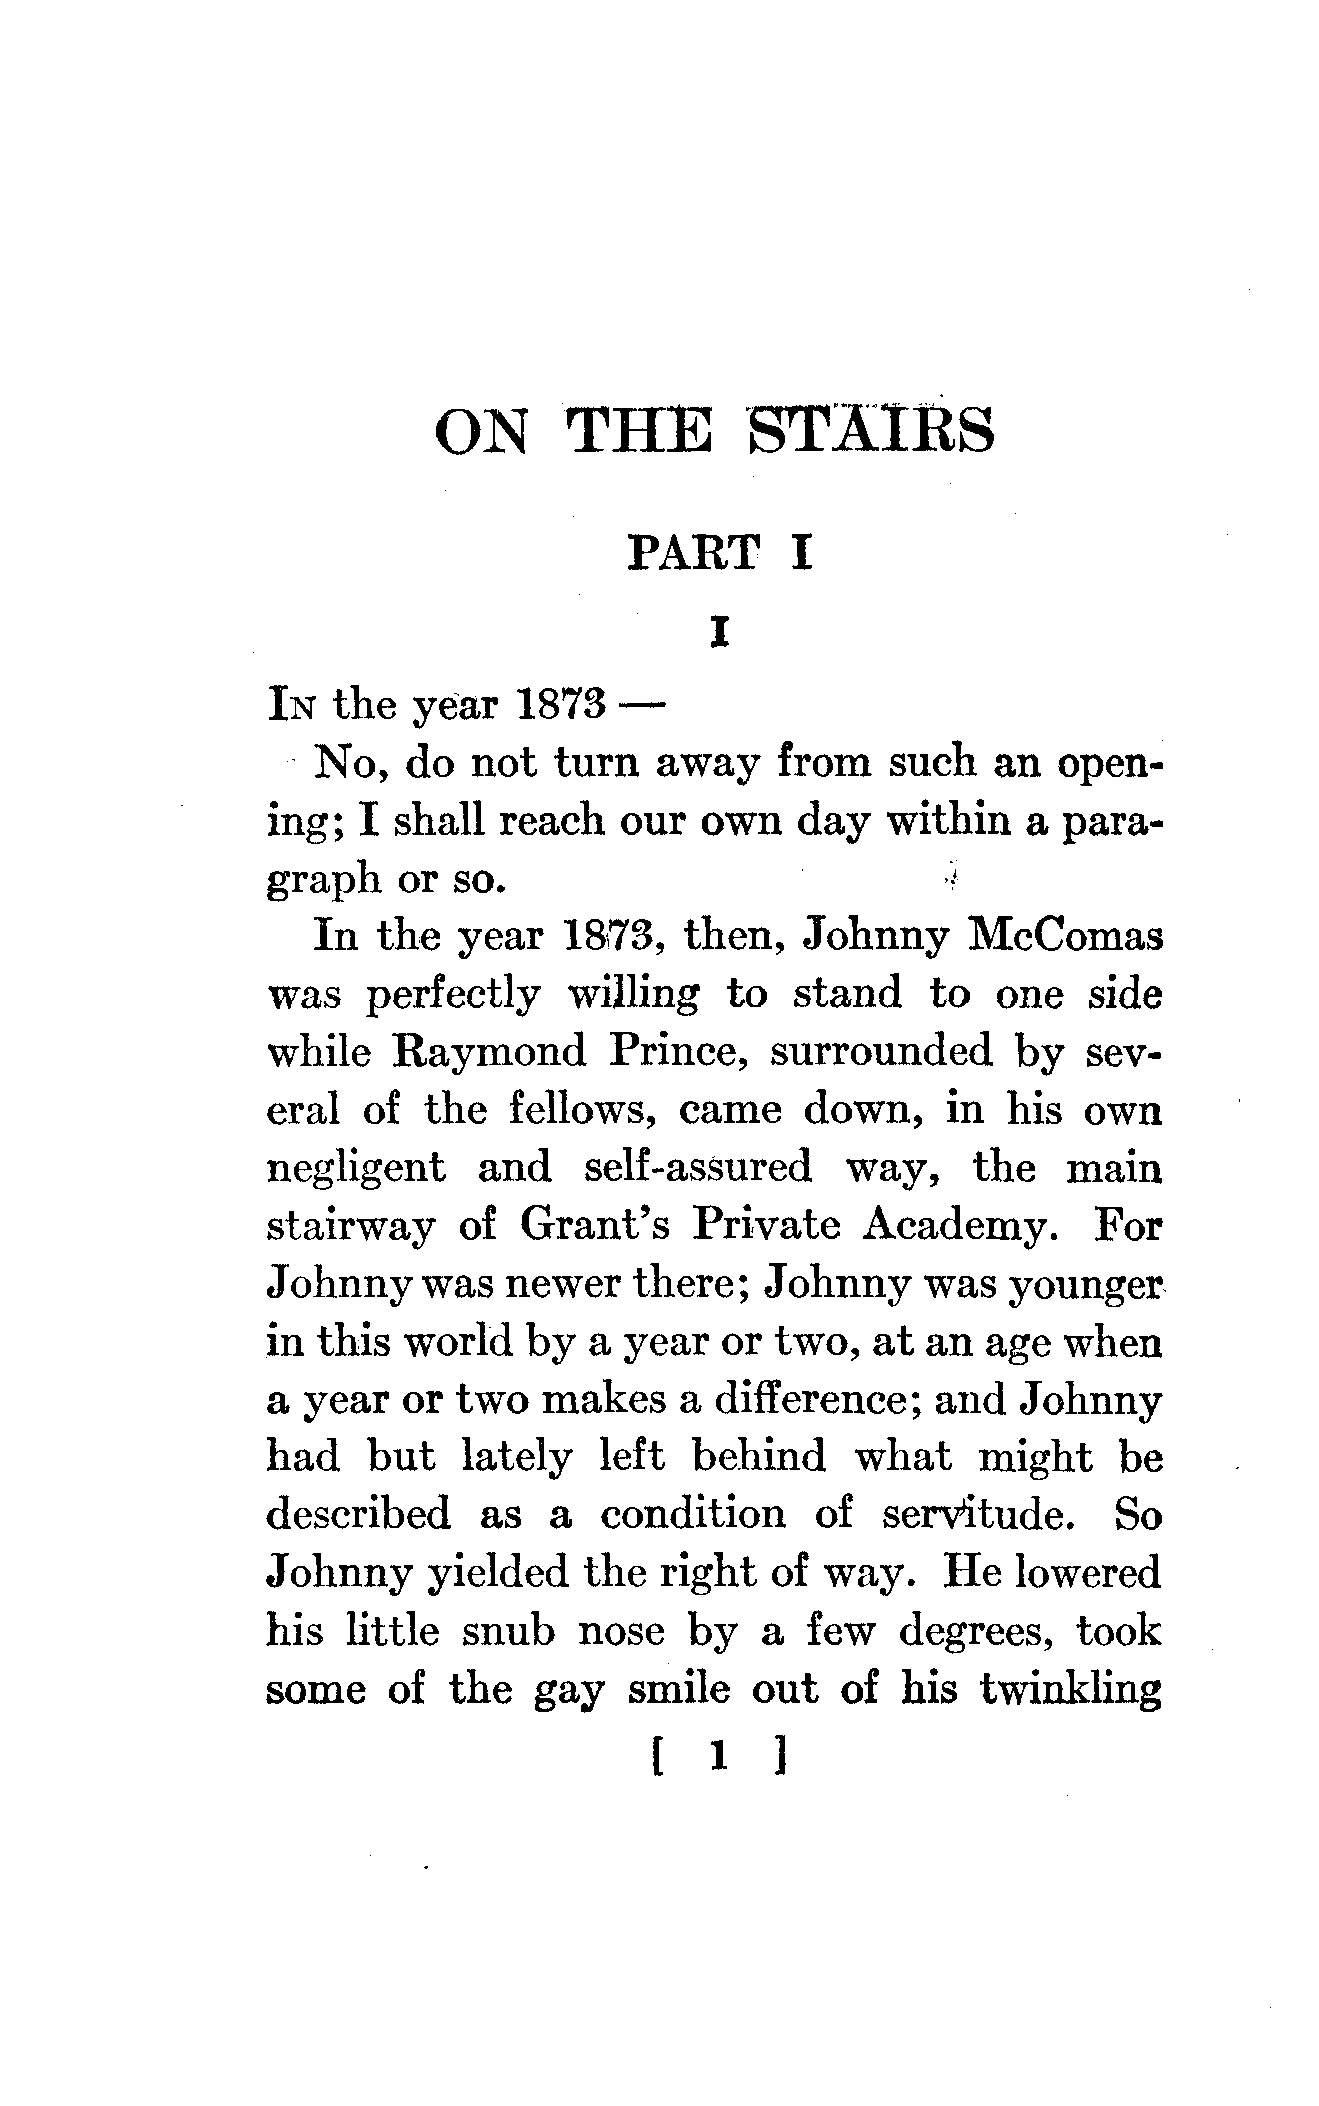 ON THE STAIRS
PART I
I
IN the year 1873 —
No, do not turn away from such an open-
ing; I shall reach our own day within a para-
graph or so.
In the year 1873, then, Johnny McComas
was perfectly willing to stand to one side
while Raymond Prince, surrounded by sev-
eral of the fellows, came down, in his own
negligent and self-assured way, the main
stairway of Grant's Private Academy. For
Johnny was newer there; Johnny was younger
in this world by a year or two, at an age when
a year or two makes a difference; and Johnny
had but lately left behind what might be
described as a condition of servitude. So
Johnny yielded the right of way. He lowered
his little snub nose by a few degrees, took
some of the gay smile out of his twinkling
[ 1 ]